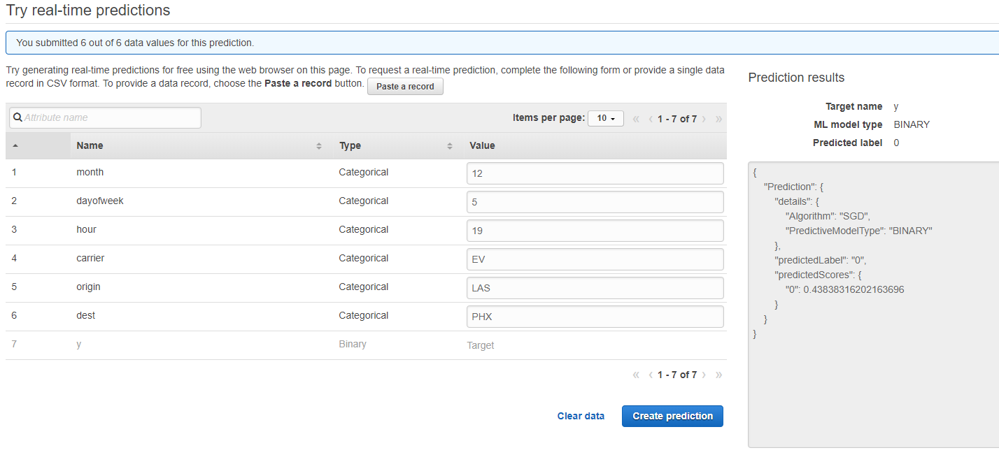 Try real-time predictions
You submitted 6 out of 6 data values for this prediction.
Try generating real-time predictions for free using the web browser on this page. To request a real-time prediction, complete the following form or provide a single data
record in CSV format. To provide a data record, choose the Paste a record button. Paste a record
Attribute name
Items per page: 10 « ‹ 1 - 7 of 7 › »
Name Type Value
1 month Categorical 12
2 dayofweek Categorical 5
3 hour Categorical 19
4 carrier Categorical EV
5 origin Categorical LAS
6 dest Categorical PHX
7 y Binary Target
« ‹ 1 - 7 of 7 › »
Clear data Create prediction
Prediction results
Target name y
ML model type BINARY
Predicted label 0
{
"Prediction": {
"details": {
"Algorithm": "SGD",
"PredictiveModelType": "BINARY"
},
"predictedLabel": "0",
"predictedScores": {
"0": 0.43838316202163696
}
}
}